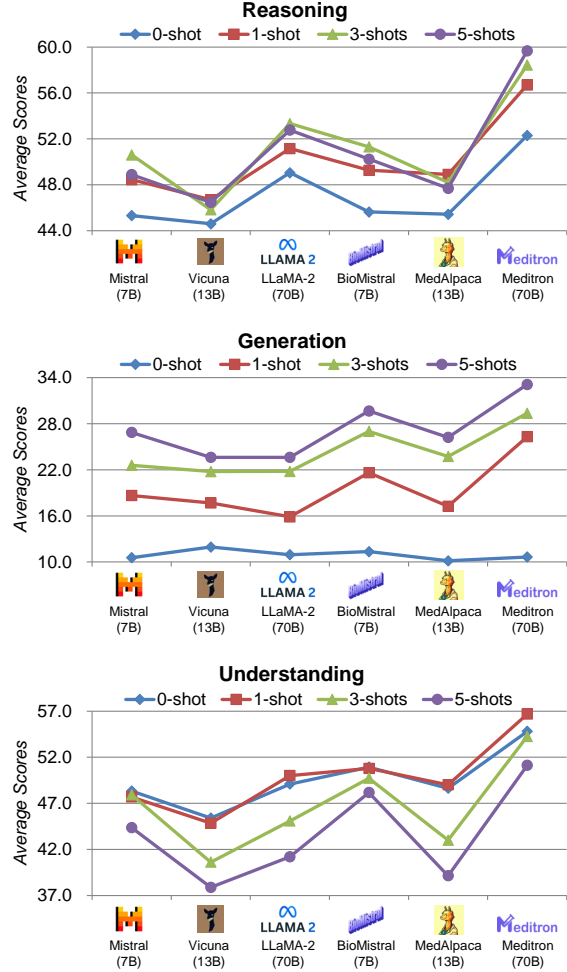 Reasoning
0-shot 1-shot 3-shots 5-shots
Average Scores
60.0
56.0
52.0
48.0
44.0
LLAMA 2 BioMistral Meditron
Mistral Vicuna LLaMA-2 BioMistral MedAlpaca Meditron
(7B) (13B) (70B) (7B) (13B) (70B)
Generation
0-shot 1-shot 3-shots 5-shots
Average Scores
34.0
28.0
22.0
16.0
10.0
LLAMA 2 BioMistral Meditron
Mistral Vicuna LLaMA-2 BioMistral MedAlpaca Meditron
(7B) (13B) (70B) (7B) (13B) (70B)
Understanding
0-shot 1-shot 3-shots 5-shots
Average Scores
57.0
52.0
47.0
42.0
37.0
LLAMA 2 BioMistral Meditron
Mistral Vicuna LLaMA-2 BioMistral MedAlpaca Meditron
(7B) (13B) (70B) (7B) (13B) (70B)